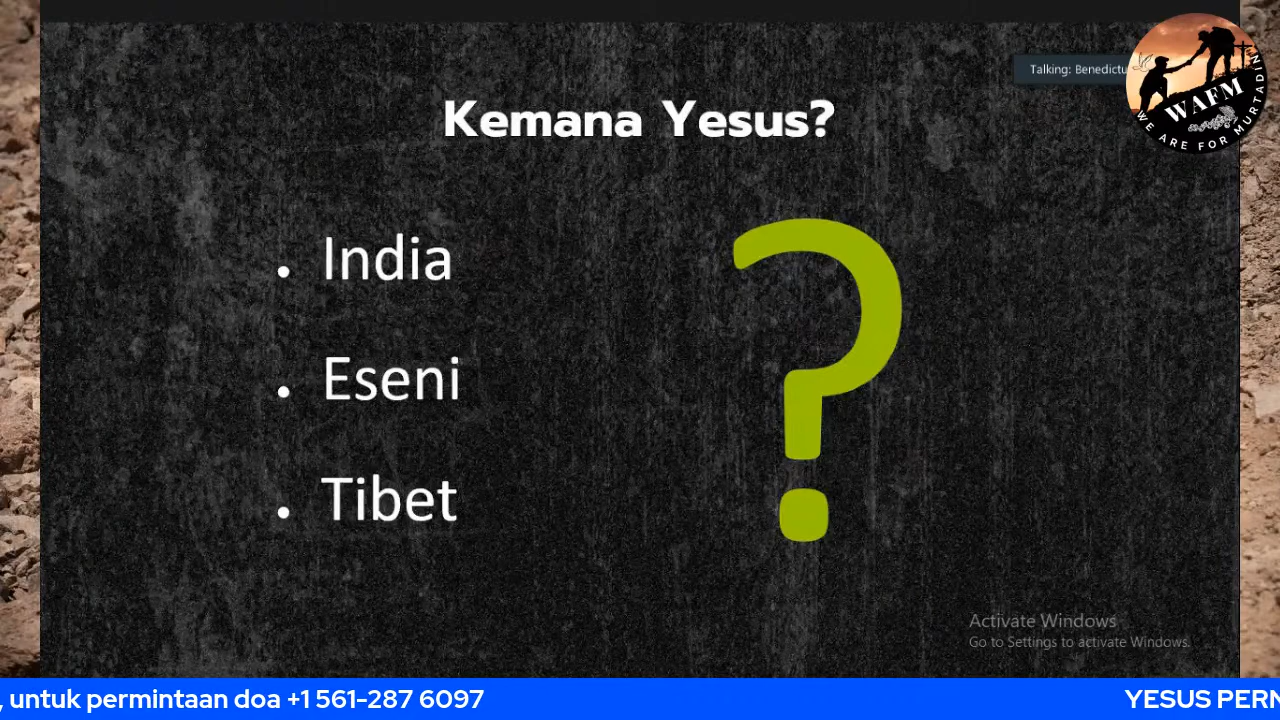 Talking: Benedictu
WAFM
WE ARE FOR MURTADIN
Kemana Yesus?
. India
. Eseni
. Tibet
?
Activate Windows
Go to Settings to activate Windows.
, untuk permintaan doa +1 561-287 6097
YESUS PERN